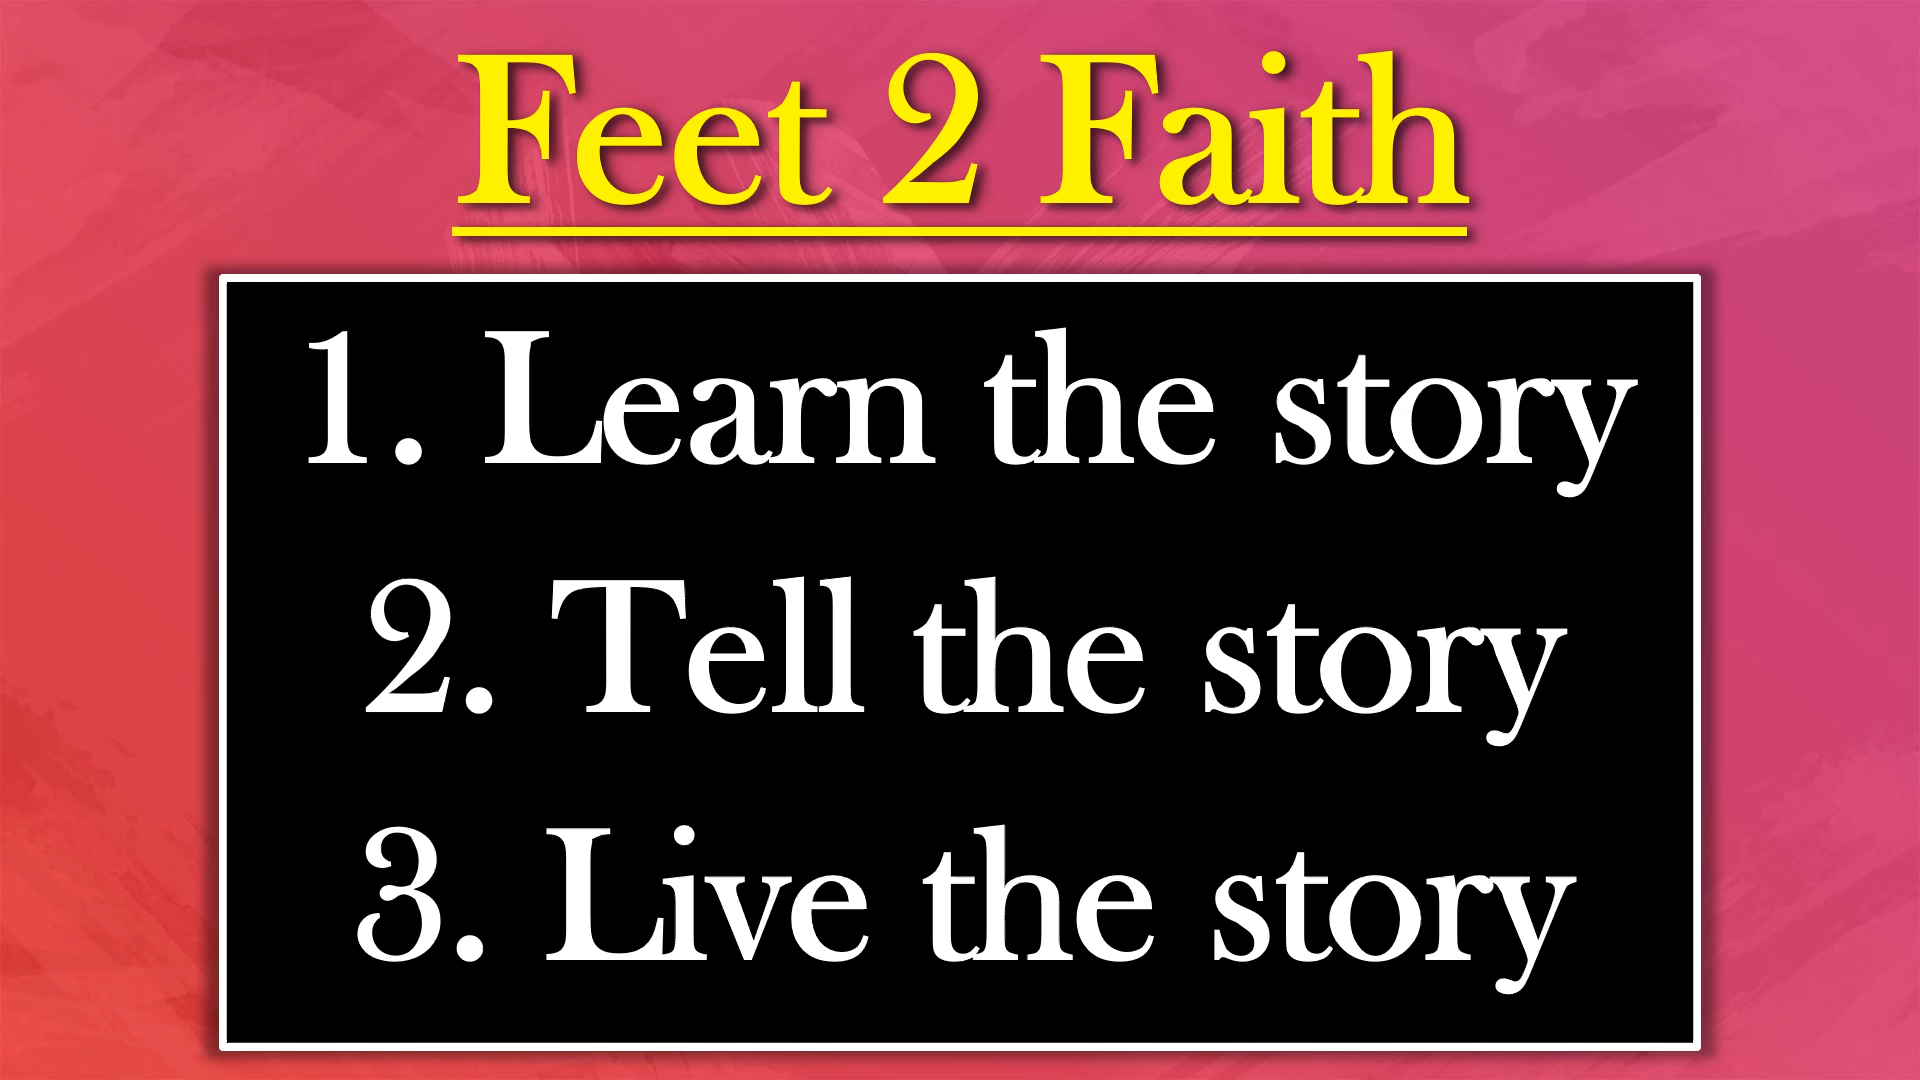 Feet 2 Faith
1. Learn the story
2. Tell the story
3. Live the story